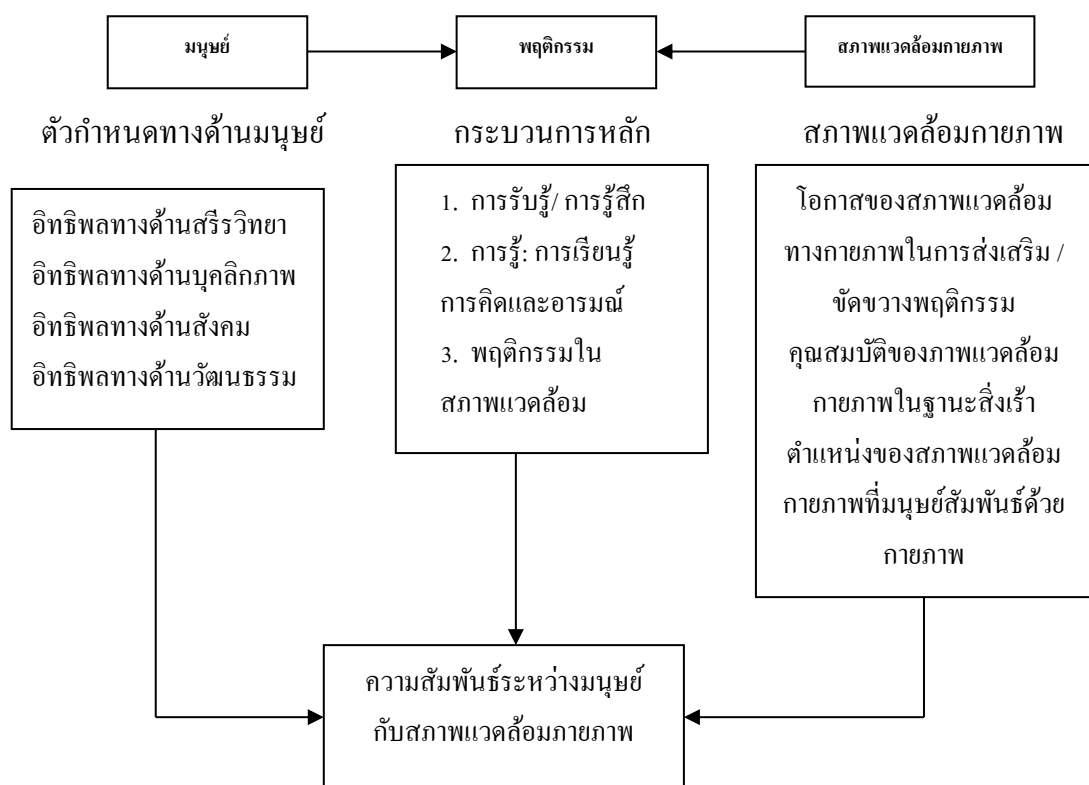 มนุษย์
พฤติกรรม
สภาพแวดล้อมกายภาพ
ตัวกำหนดทางด้านมนุษย์
กระบวนการหลัก
สภาพแวดล้อมกายภาพ
อิทธิพลทางด้านสรีรวิทยา
อิทธิพลทางด้านบุคลิกภาพ
อิทธิพลทางด้านสังคม
อิทธิพลทางด้านวัฒนธรรม
1. การรับรู้/ การรู้สึก
2. การรู้: การเรียนรู้
การคิดและอารมณ์
3. พฤติกรรมใน
สภาพแวดล้อม
โอกาสของสภาพแวดล้อม
ทางกายภาพในการส่งเสริม /
ขัดขวางพฤติกรรม
คุณสมบัติของภาพแวดล้อม
กายภาพในฐานะสิ่งเร้า
ตำแหน่งของสภาพแวดล้อม
กายภาพที่มนุษย์สัมพันธ์ด้วย
กายภาพ
ความสัมพันธ์ระหว่างมนุษย์
กับสภาพแวดล้อมภายภาพ